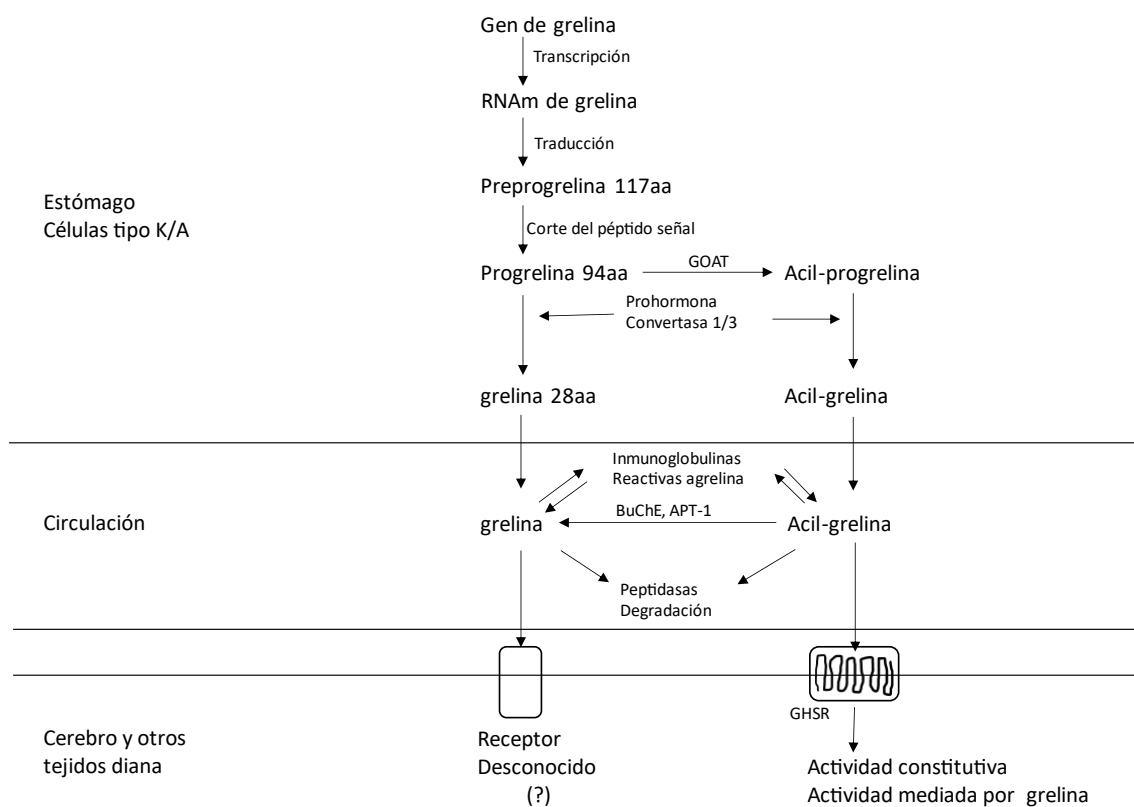 Gen de grelina
Transcripción
RNAm de grelina
Traducción
Preprogrelina 117aa
Estómago
Células tipo K/A
Corte del péptido señal
Progrelina 94aa
GOAT
Acil-progrelina
Prohormona
Convertasa 1/3
grelina 28aa
Acil-grelina
Inmunoglobulinas
Reactivas agrelina
Circulación
grelina
BuChE, APT-1
Acil-grelina
Peptidasas
Degradación
GHSR
Cerebro y otros
tejidos diana
Receptor
Desconocido
(?)
Actividad constitutiva
Actividad mediada por grelina